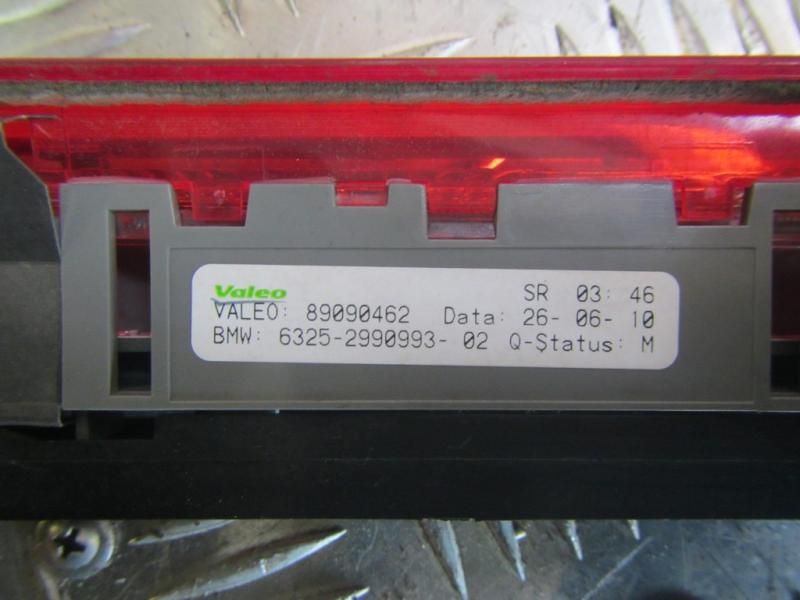 Valeo SR 03: 46
VALEO: 89090462 Data: 26-06-10
BMW: 6325-2990993-02 Q-Status: M